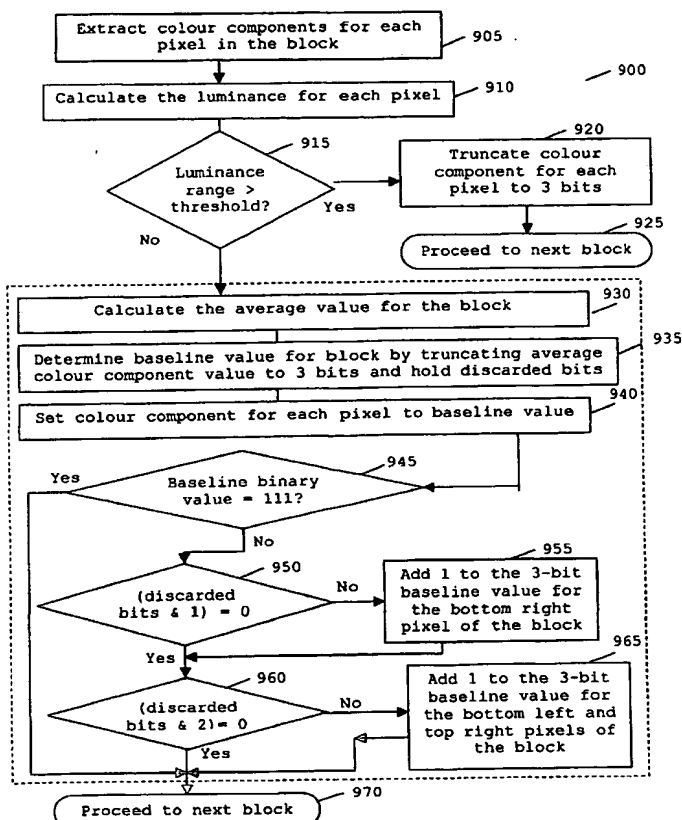 Extract colour components for each
pixel in the block
905
900
Calculate the luminance for each pixel
910
915
Luminance
range >
threshold?
Yes
No
920
Truncate colour
component for each
pixel to 3 bits
925
Proceed to next block
Calculate the average value for the block
930
Determine baseline value for block by truncating average
colour component value to 3 bits and hold discarded bits
935
Set colour component for each pixel to baseline value
940
945
Baseline binary
value = 111?
Yes
No
950
(discarded
bits & 1) = 0
No
Yes
955
Add 1 to the 3-bit
baseline value for
the bottom right
pixel of the block
960
(discarded
bits & 2)= 0
No
Yes
965
Add 1 to the 3-bit
baseline value for
the bottom left and
top right pixels of
the block
Proceed to next block
970